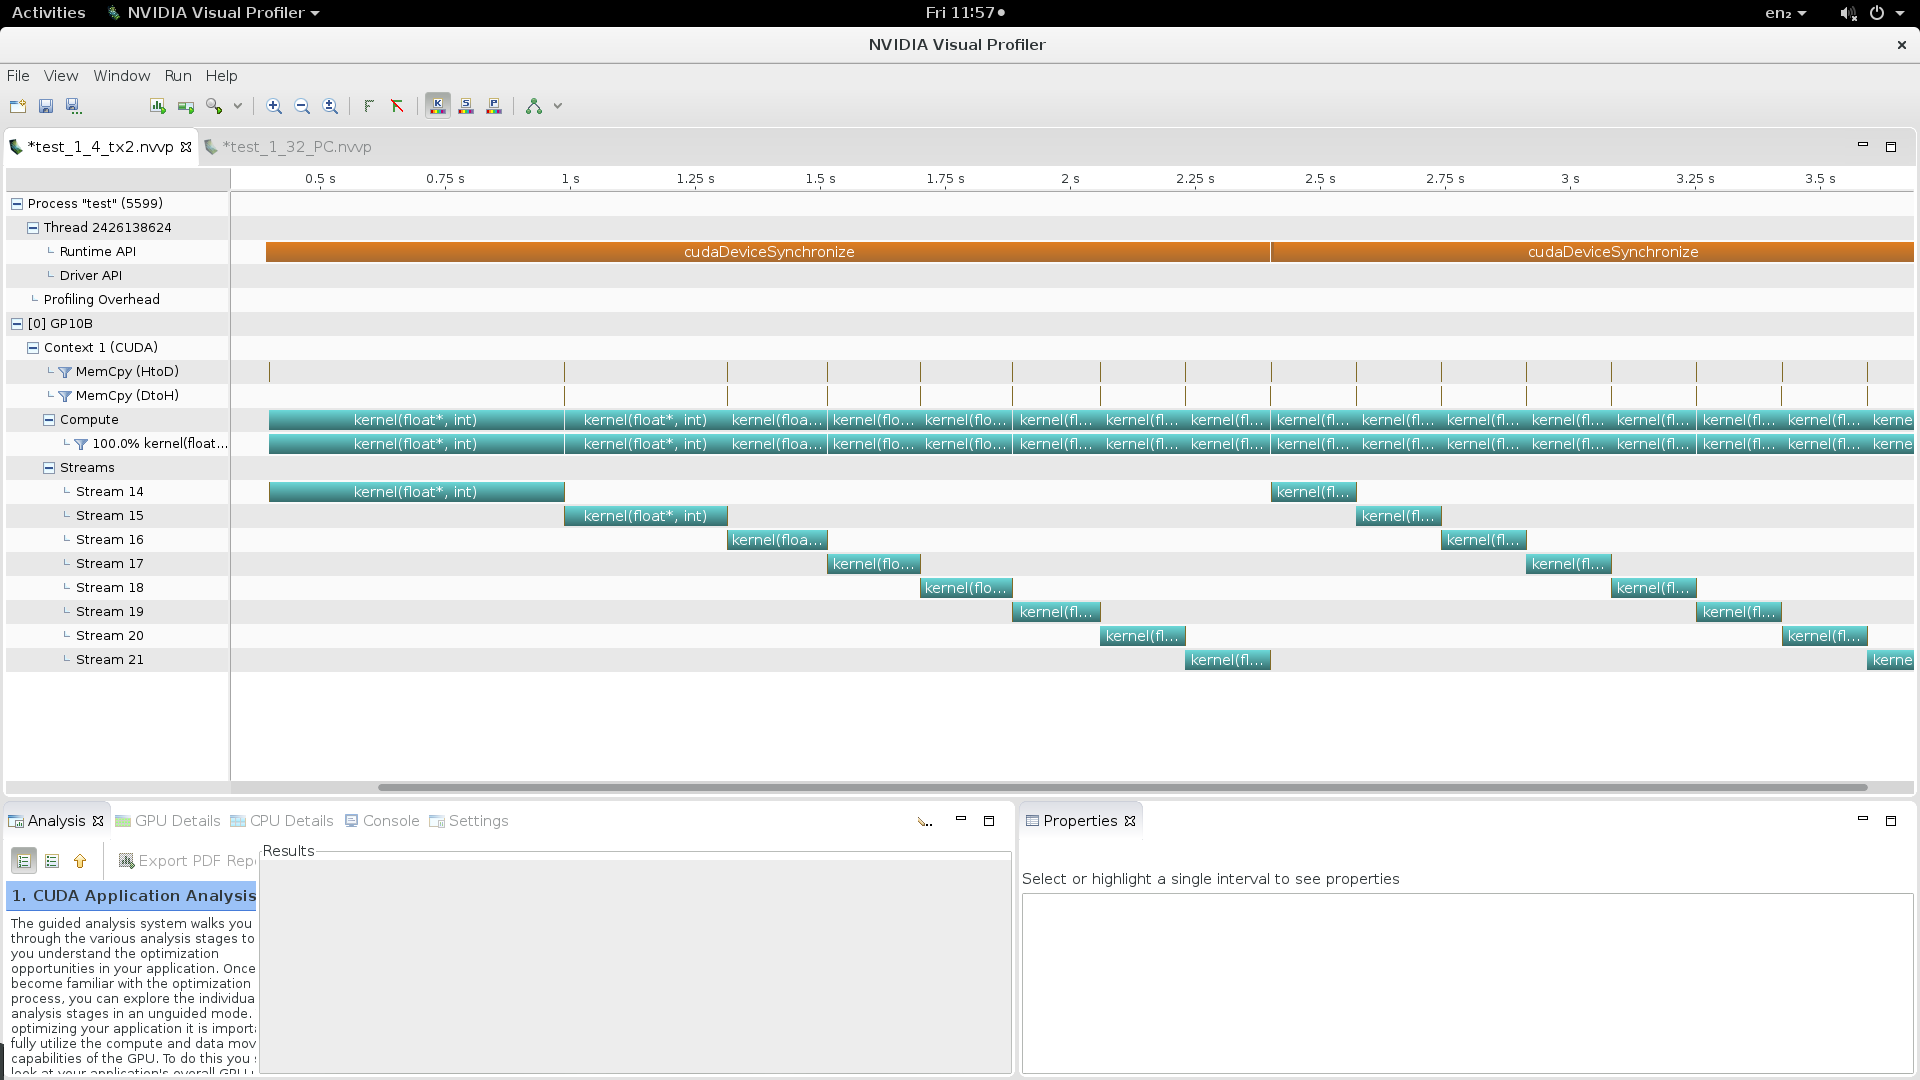 Activities NVIDIA Visual Profiler Fri 11:57 en₂
NVIDIA Visual Profiler
File View Window Run Help
K S P
*test_1_4_tx2.nvvp *test_1_32_PC.nvvp
0.5 s 0.75 s 1 s 1.25 s 1.5 s 1.75 s 2 s 2.25 s 2.5 s 2.75 s 3 s 3.25 s 3.5 s
Process "test" (5599)
Thread 2426138624
Runtime API cudaDeviceSynchronize cudaDeviceSynchronize
Driver API
Profiling Overhead
[0] GP10B
Context 1 (CUDA)
MemCpy (HtoD)
MemCpy (DtoH)
Compute kernel(float*, int) kernel(float*, int) kernel(floa... kernel(flo... kernel(flo... kernel(fl... kernel(fl... kernel(fl... kernel(fl... kernel(fl... kernel(fl... kernel(fl... kernel(fl... kernel(fl... kernel(fl... kerne
100.0% kernel(float... kernel(float*, int) kernel(float*, int) kernel(floa... kernel(flo... kernel(flo... kernel(fl... kernel(fl... kernel(fl... kernel(fl... kernel(fl... kernel(fl... kernel(fl... kernel(fl... kernel(fl... kernel(fl... kerne
Streams
Stream 14 kernel(float*, int) kernel(fl...
Stream 15 kernel(float*, int) kernel(fl...
Stream 16 kernel(floa... kernel(fl...
Stream 17 kernel(flo... kernel(fl...
Stream 18 kernel(flo... kernel(fl...
Stream 19 kernel(fl... kernel(fl...
Stream 20 kernel(fl... kernel(fl...
Stream 21 kernel(fl... kerne
Analysis GPU Details CPU Details Console Settings
Export PDF Repo
1. CUDA Application Analysis
The guided analysis system walks you
through the various analysis stages to
you understand the optimization
opportunities in your application. Once
become familiar with the optimization
process, you can explore the individua
analysis stages in an unguided mode.
optimizing your application it is importa
fully utilize the compute and data mov
capabilities of the GPU. To do this you
look at your application's overall GPU
Results
Properties
Select or highlight a single interval to see properties